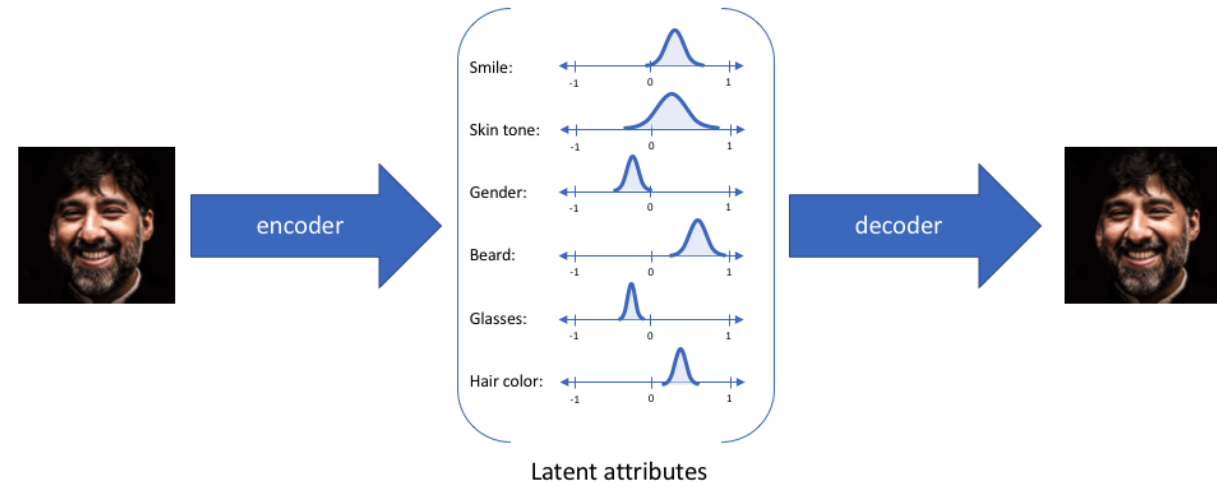 Smile:
-1 0 1
Skin tone:
-1 0 1
Gender:
-1 0 1
encoder
decoder
Beard:
-1 0 1
Glasses:
-1 0 1
Hair color:
-1 0 1
Latent attributes